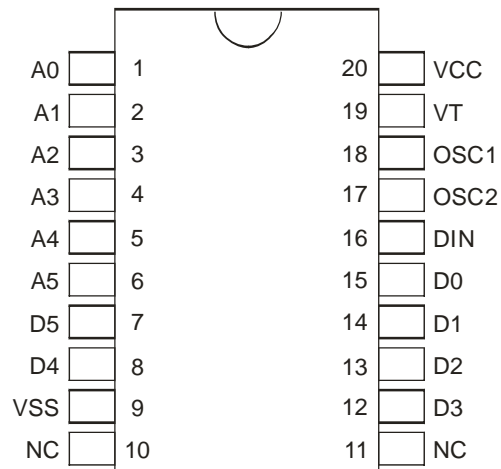 A0 1 20 VCC
A1 2 19 VT
A2 3 18 OSC1
A3 4 17 OSC2
A4 5 16 DIN
A5 6 15 D0
D5 7 14 D1
D4 8 13 D2
VSS 9 12 D3
NC 10 11 NC